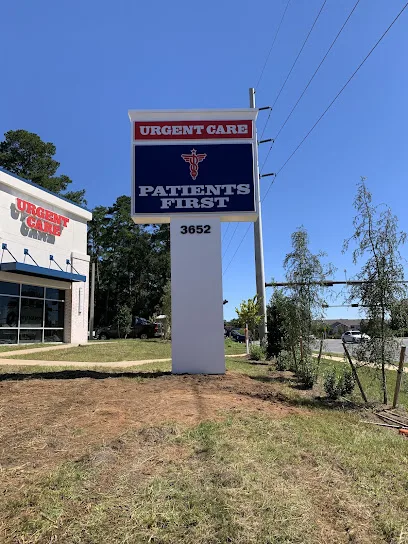 URGENT CARE
PATIENTS
FIRST
3652
URGENT
CARE